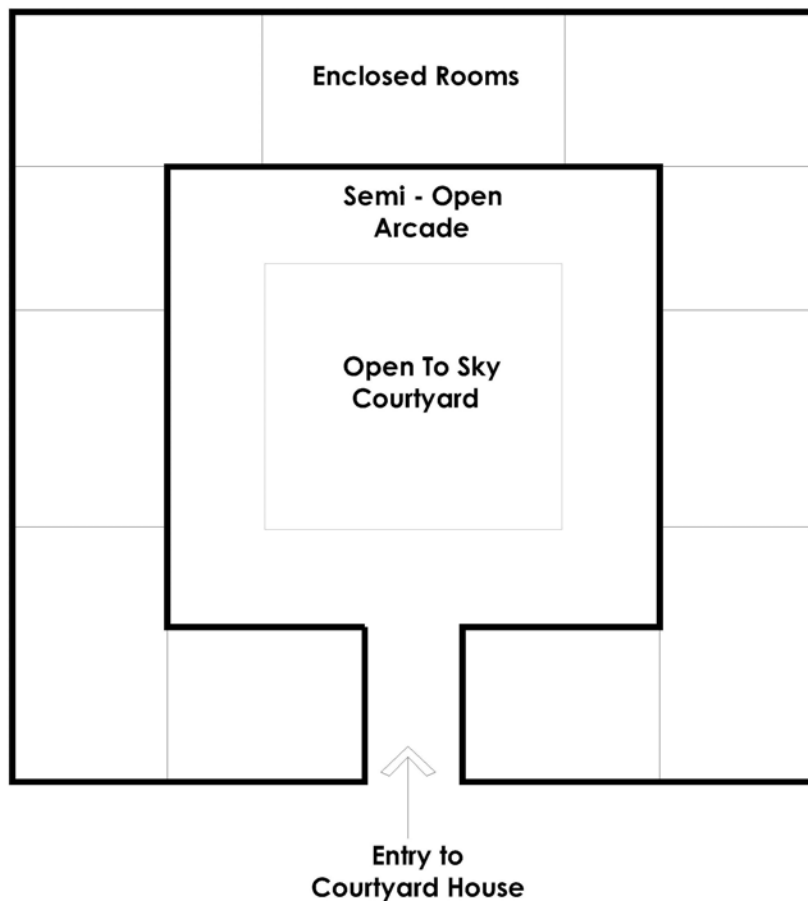 Enclosed Rooms
Semi - Open
Arcade
Open To Sky
Courtyard
Entry to
Courtyard House